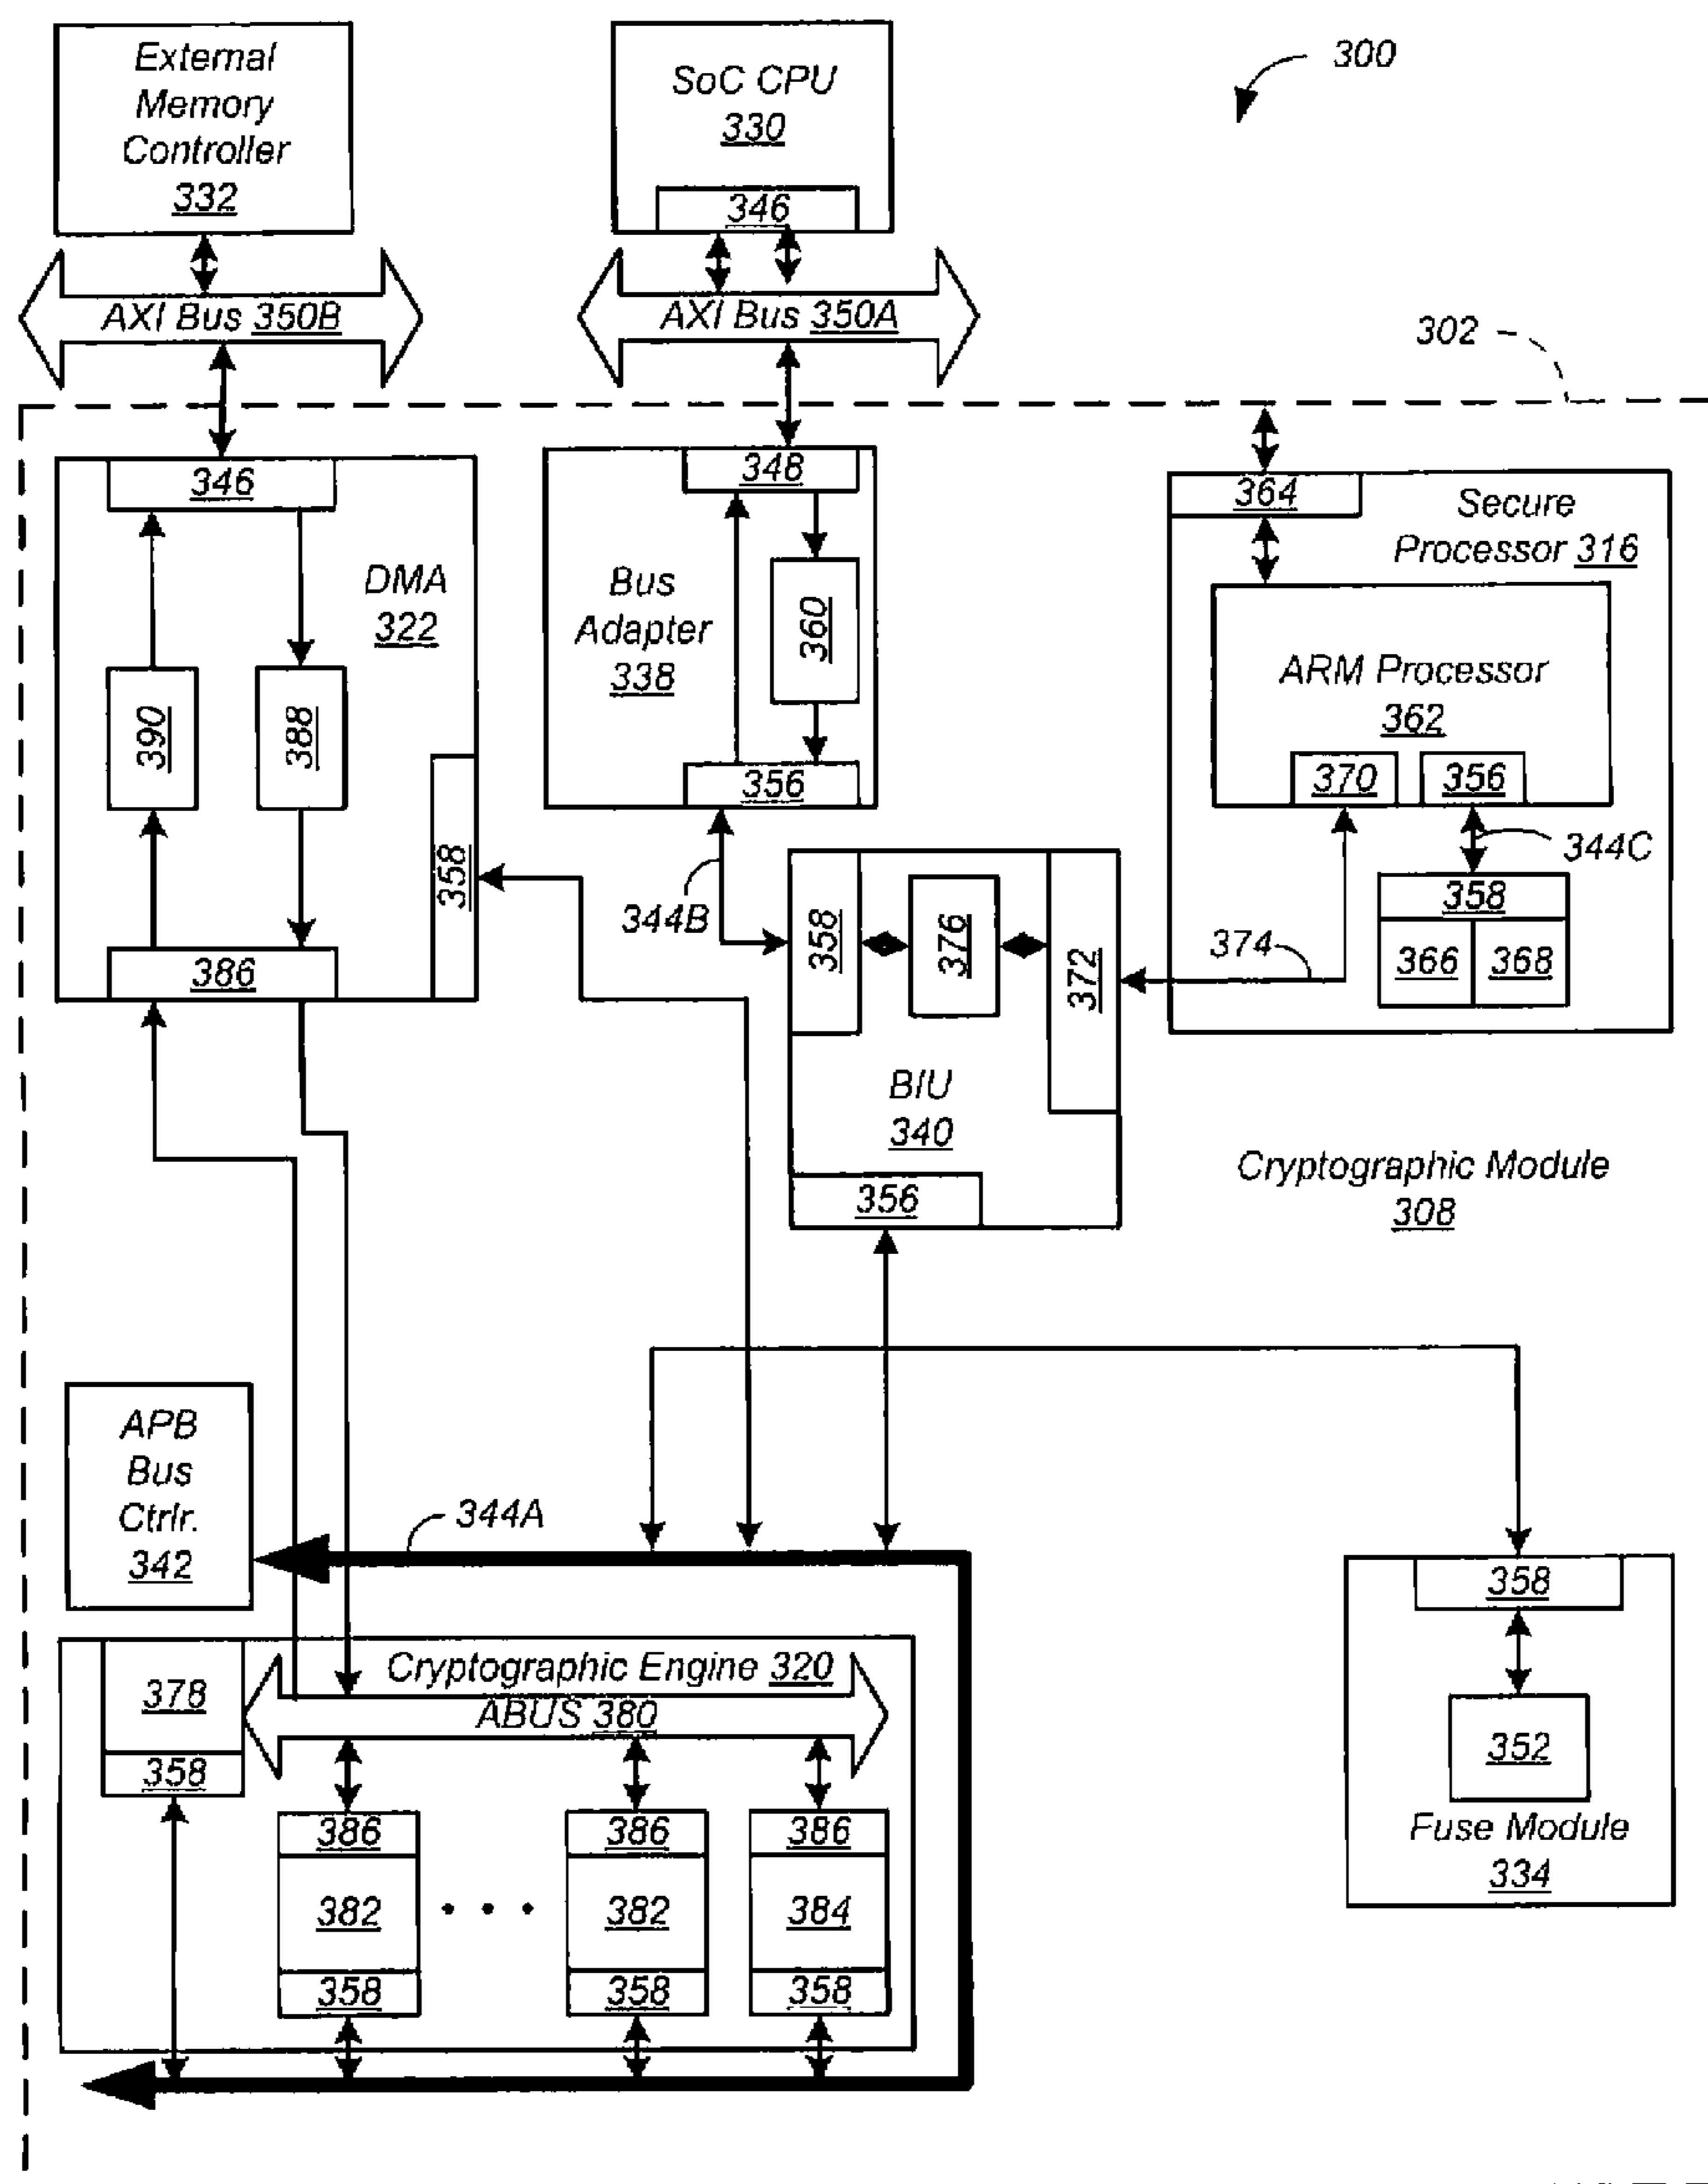 External
Memory
Controller
332
SoC CPU
330
346
300
AXI Bus 350B
AXI Bus 350A
302
346
DMA
322
390
388
358
386
348
Bus
Adapter
338
360
356
344B
364
Secure
Processor 316
ARM Processor
362
370
356
344C
358
366
368
374
358
376
372
BIU
340
356
Cryptographic Module
308
APB
Bus
Ctrlr.
342
344A
Cryptographic Engine 320
ABUS 380
378
358
386
382
358
386
382
358
386
384
358
358
352
Fuse Module
334